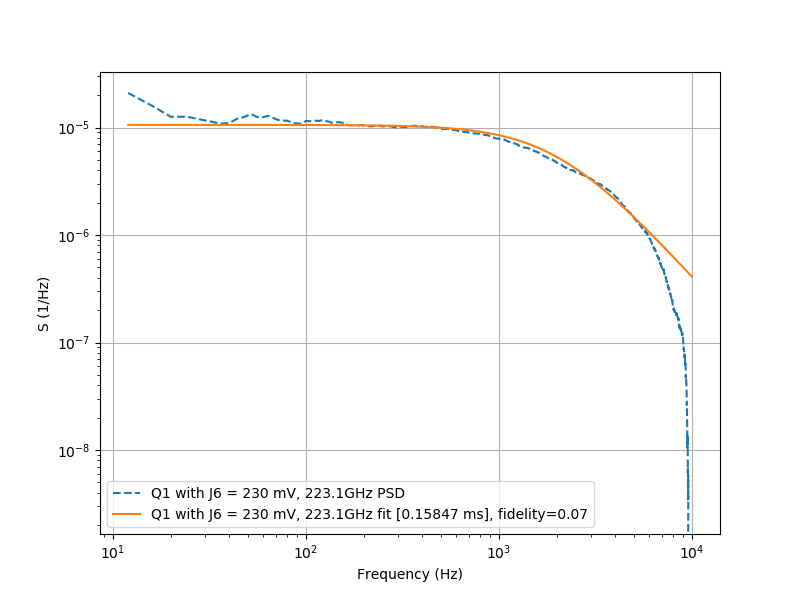 S (1/Hz)
10⁻⁵
10⁻⁶
10⁻⁷
10⁻⁸
Q1 with J6 = 230 mV, 223.1GHz PSD
Q1 with J6 = 230 mV, 223.1GHz fit [0.15847 ms], fidelity=0.07
10¹
10²
10³
10⁴
Frequency (Hz)